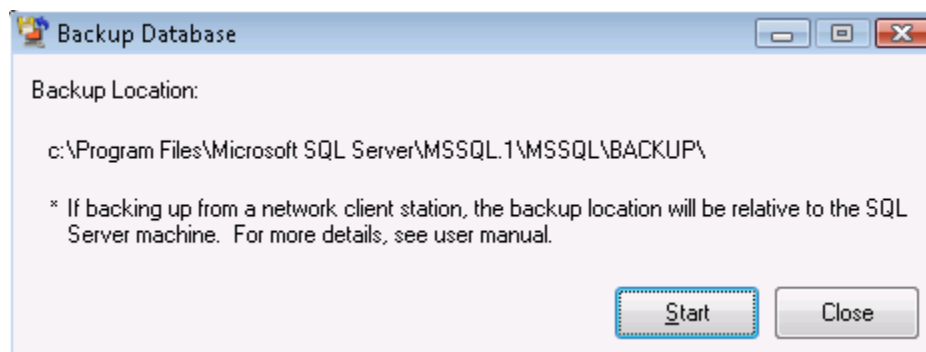 Backup Database
Backup Location:
c:\Program Files\Microsoft SQL Server\MSSQL.1\MSSQL\BACKUP\
* If backing up from a network client station, the backup location will be relative to the SQL
Server machine.  For more details, see user manual.
Start
Close